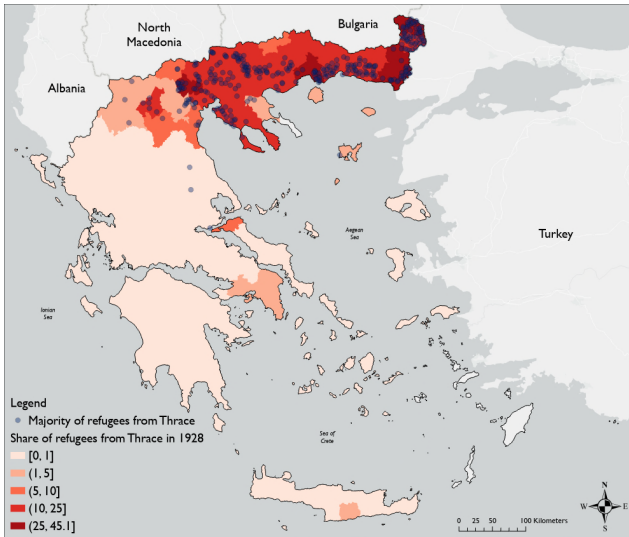 North
Macedonia
Bulgaria
Albania
Turkey
Aegean
Sea
Ionian
Sea
Sea of
Crete
Legend
Majority of refugees from Thrace
Share of refugees from Thrace in 1928
[0, 1]
(1, 5]
(5, 10]
(10, 25]
(25, 45.1]
N
W E
S
0 25 50 100 Kilometers